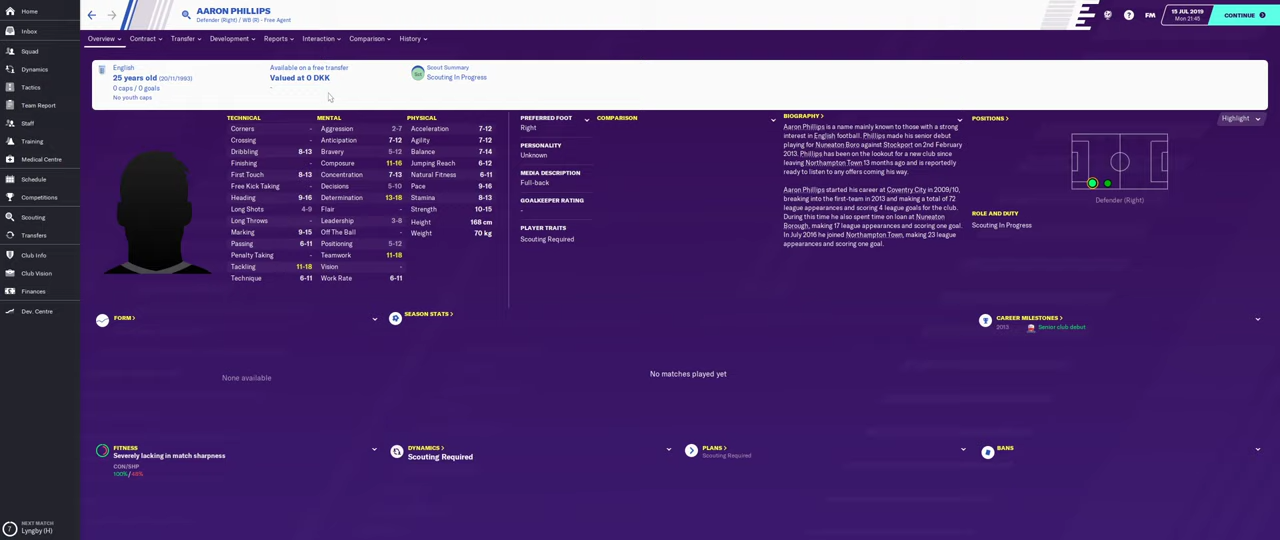 Home
Inbox
Squad
Dynamics
Tactics
Team Report
Staff
Training
Medical Centre
Schedule
Competitions
Scouting
Transfers
Club Info
Club Vision
Finances
Dev. Centre
NEXT MATCH
Lyngby (H)
AARON PHILLIPS
Defender (Right) / WB (R) - Free Agent
FM
15 JUL 2019
Mon 21:45
CONTINUE
Overview Contract Transfer Development Reports Interaction Comparison History
English
25 years old (20/11/1993)
0 caps / 0 goals
No youth caps
Available on a free transfer
Valued at 0 DKK
-
Scout Summary
Scouting In Progress
TECHNICAL
Corners -
Crossing -
Dribbling 8-13
Finishing -
First Touch 8-13
Free Kick Taking -
Heading 9-16
Long Shots 4-9
Long Throws -
Marking 9-15
Passing 6-11
Penalty Taking -
Tackling 11-18
Technique 6-11
MENTAL
Aggression 2-7
Anticipation 7-12
Bravery 5-12
Composure 11-16
Concentration 7-13
Decisions 5-10
Determination 13-18
Flair -
Leadership 3-8
Off The Ball -
Positioning 5-12
Teamwork 11-18
Vision -
Work Rate 6-11
PHYSICAL
Acceleration 7-12
Agility 7-12
Balance 7-14
Jumping Reach 6-12
Natural Fitness 6-11
Pace 9-16
Stamina 8-13
Strength 10-15
Height 168 cm
Weight 70 kg
PREFERRED FOOT
Right
PERSONALITY
Unknown
MEDIA DESCRIPTION
Full-back
GOALKEEPER RATING
-
PLAYER TRAITS
Scouting Required
COMPARISON
BIOGRAPHY >
Aaron Phillips is a name mainly known to those with a strong
interest in English football. Phillips made his senior debut
playing for Nuneaton Boro against Stockport on 2nd February
2013. Phillips has been on the lookout for a new club since
leaving Northampton Town 13 months ago and is reportedly
ready to listen to any offers coming his way.
Aaron Phillips started his career at Coventry City in 2009/10,
breaking into the first-team in 2013 and making a total of 72
league appearances and scoring 4 league goals for the club.
During this time he also spent time on loan at Nuneaton
Borough, making 17 league appearances and scoring one goal.
In July 2016 he joined Northampton Town, making 23 league
appearances and scoring one goal.
POSITIONS >
Highlight
Defender (Right)
ROLE AND DUTY
Scouting In Progress
FORM >
None available
SEASON STATS >
No matches played yet
CAREER MILESTONES >
2013 Senior club debut
FITNESS
Severely lacking in match sharpness
CON/SHP
100% / 48%
DYNAMICS >
Scouting Required
PLANS >
Scouting Required
BANS